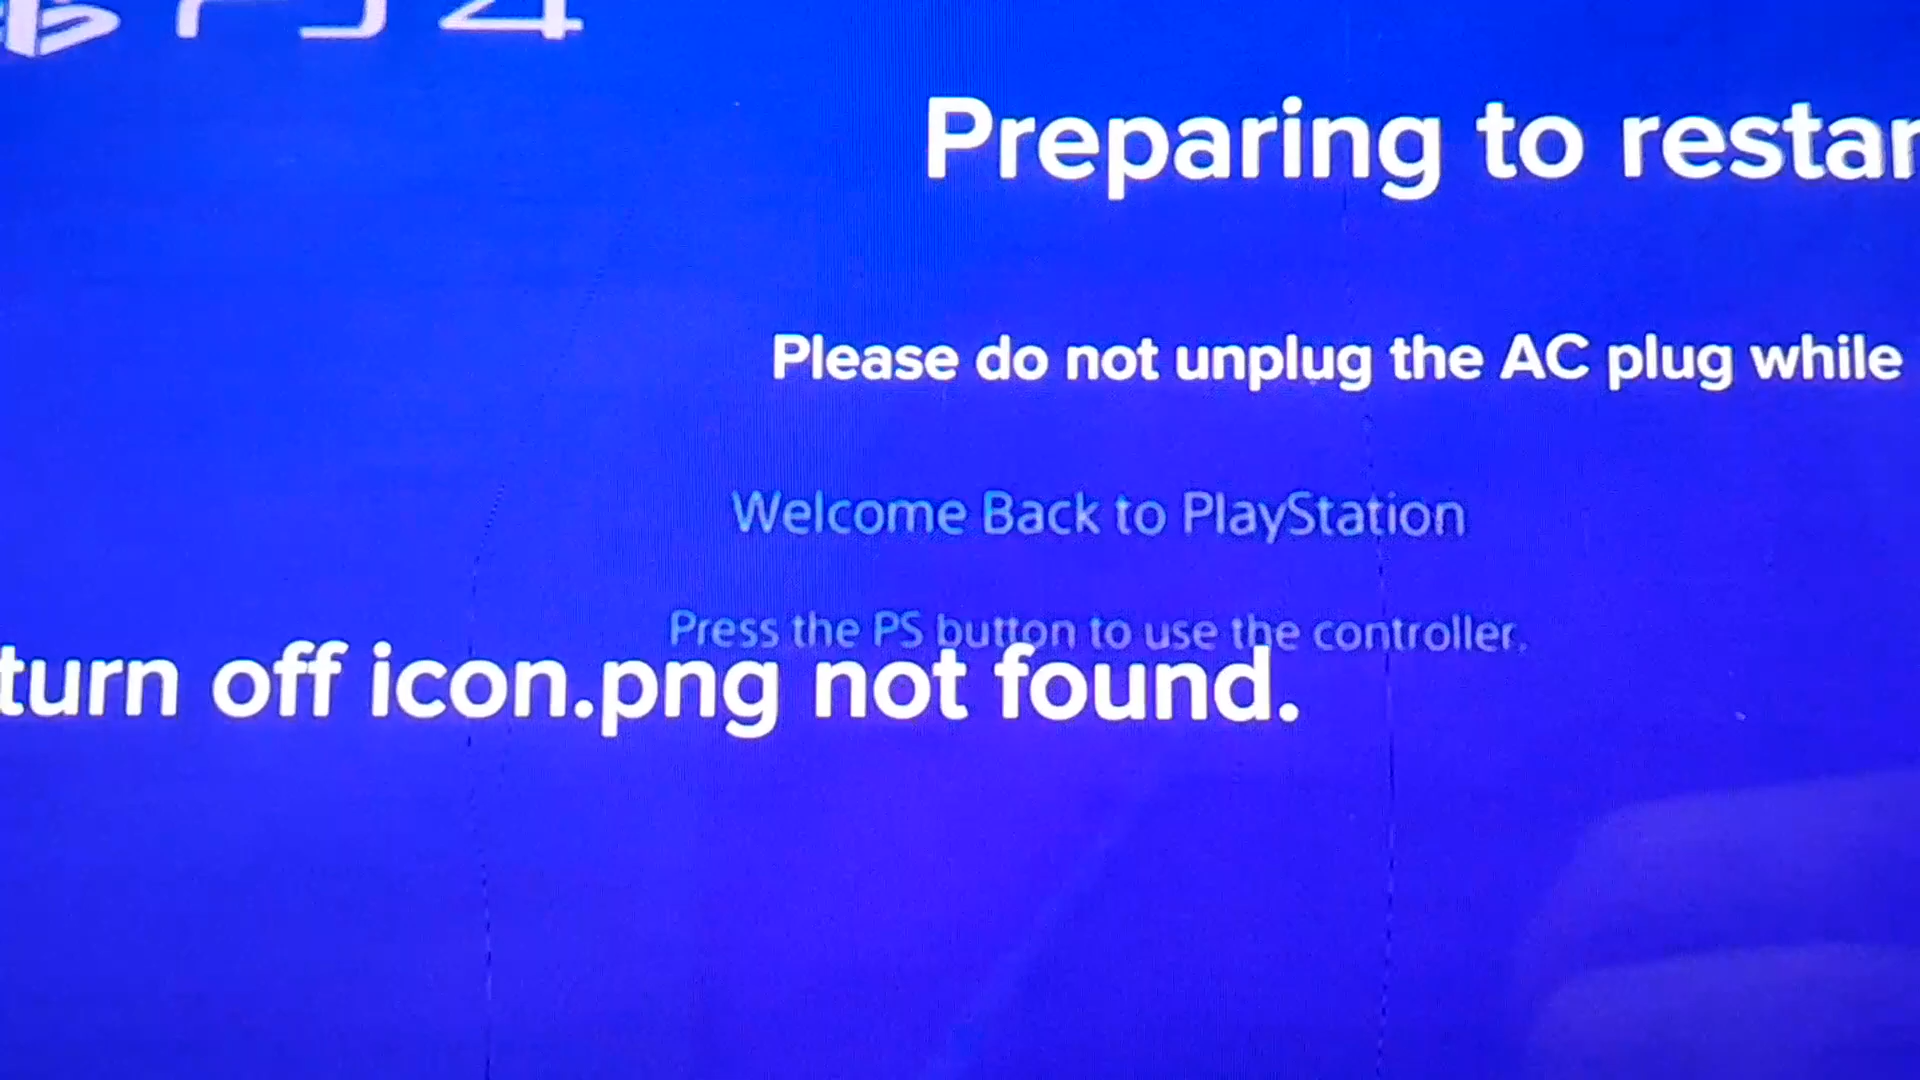 PS4
Preparing to restar
Please do not unplug the AC plug while
Welcome Back to PlayStation
Press the PS button to use the controller.
turn off icon.png not found.